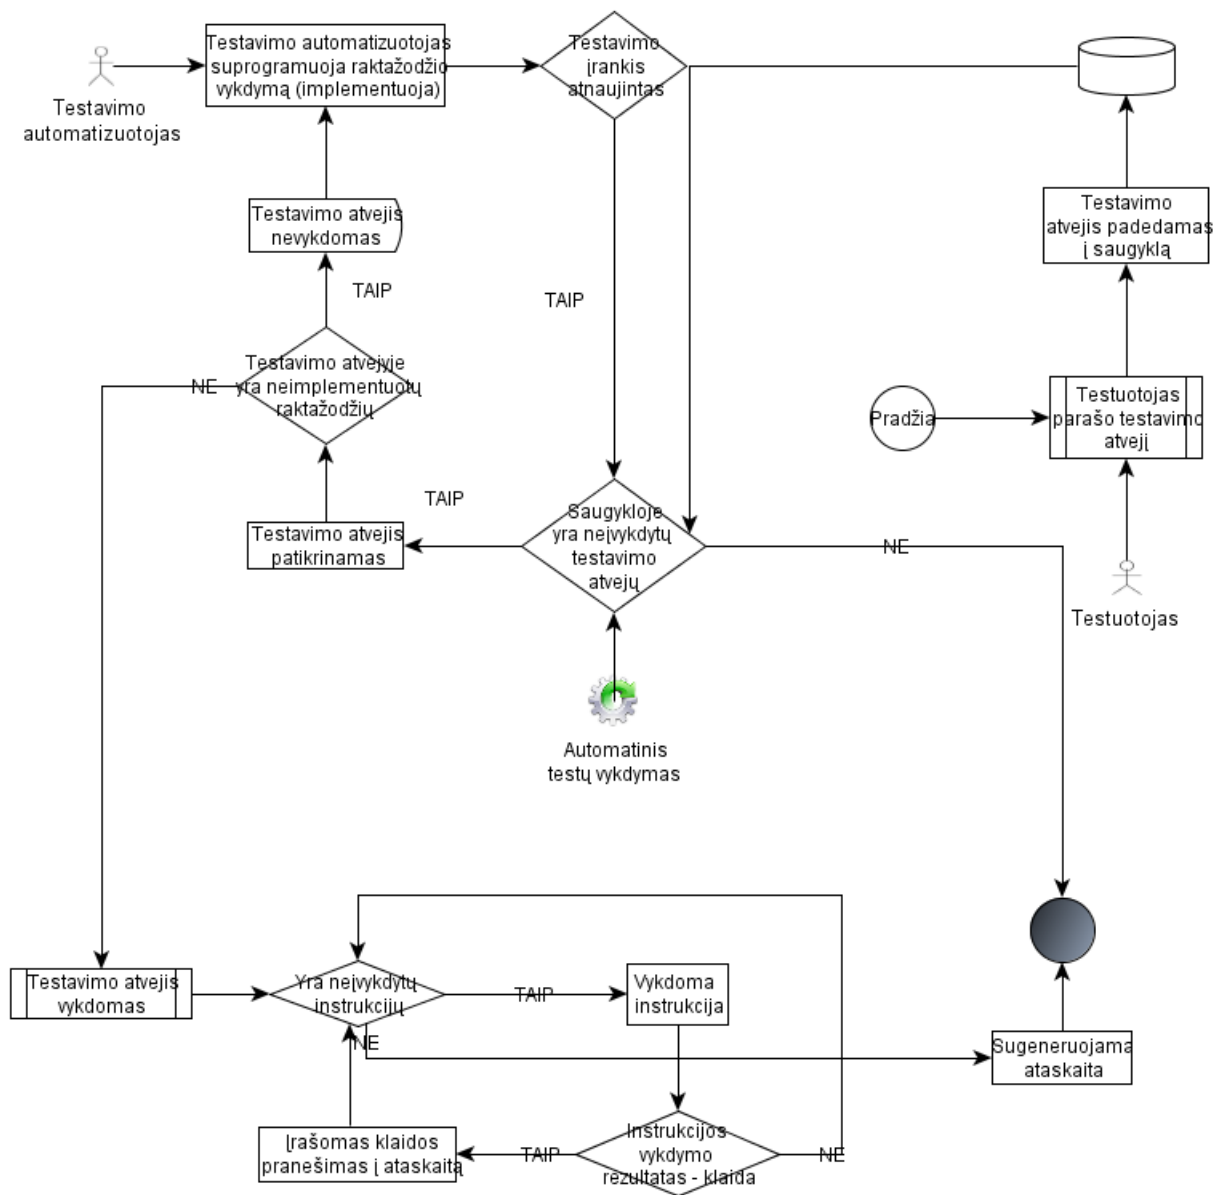 Testavimo automatizuotojas
suprogramuoja raktažodžio
vykdymą (implementuoja)
Testavimo
įrankis
atnaujintas
Testavimo
automatizuotojas
Testavimo atvejis
nevykdomas
Testavimo
atvejis padedamas
į saugyklą
TAIP
TAIP
Testavimo atvejyje
yra neimplementuotų
raktažodžių
NE
Pradžia
Testuotojas
parašo testavimo
atvejį
TAIP
Saugykloje
yra neįvykdytų
testavimo
atvejų
Testavimo atvejis
patikrinamas
NE
Testuotojas
Automatinis
testų vykdymas
Testavimo atvejis
vykdomas
Yra neįvykdytų
instrukcijų
TAIP
Vykdoma
instrukcija
NE
Sugeneruojama
ataskaita
Įrašomas klaidos
pranešimas į ataskaitą
TAIP
Instrukcijos
vykdymo
rezultatas - klaida
NE